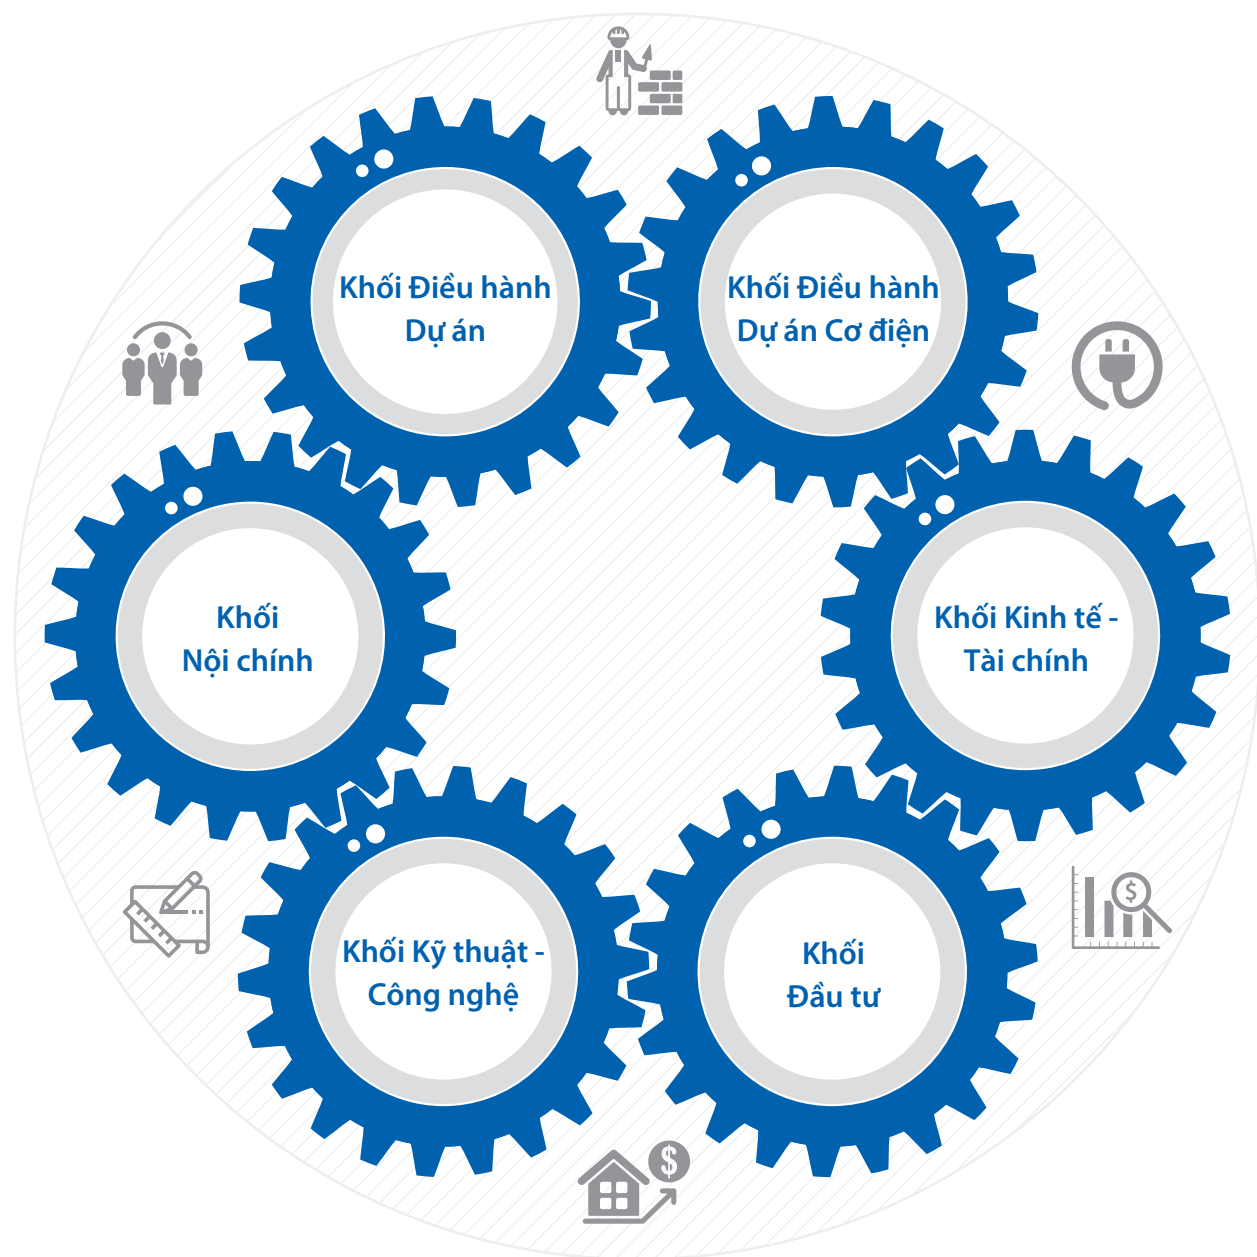 Khối Điều hành
Dự án
Khối Điều hành
Dự án Cơ điện
Khối
Nội chính
Khối Kinh tế -
Tài chính
Khối Kỹ thuật -
Công nghệ
Khối
Đầu tư
$
$